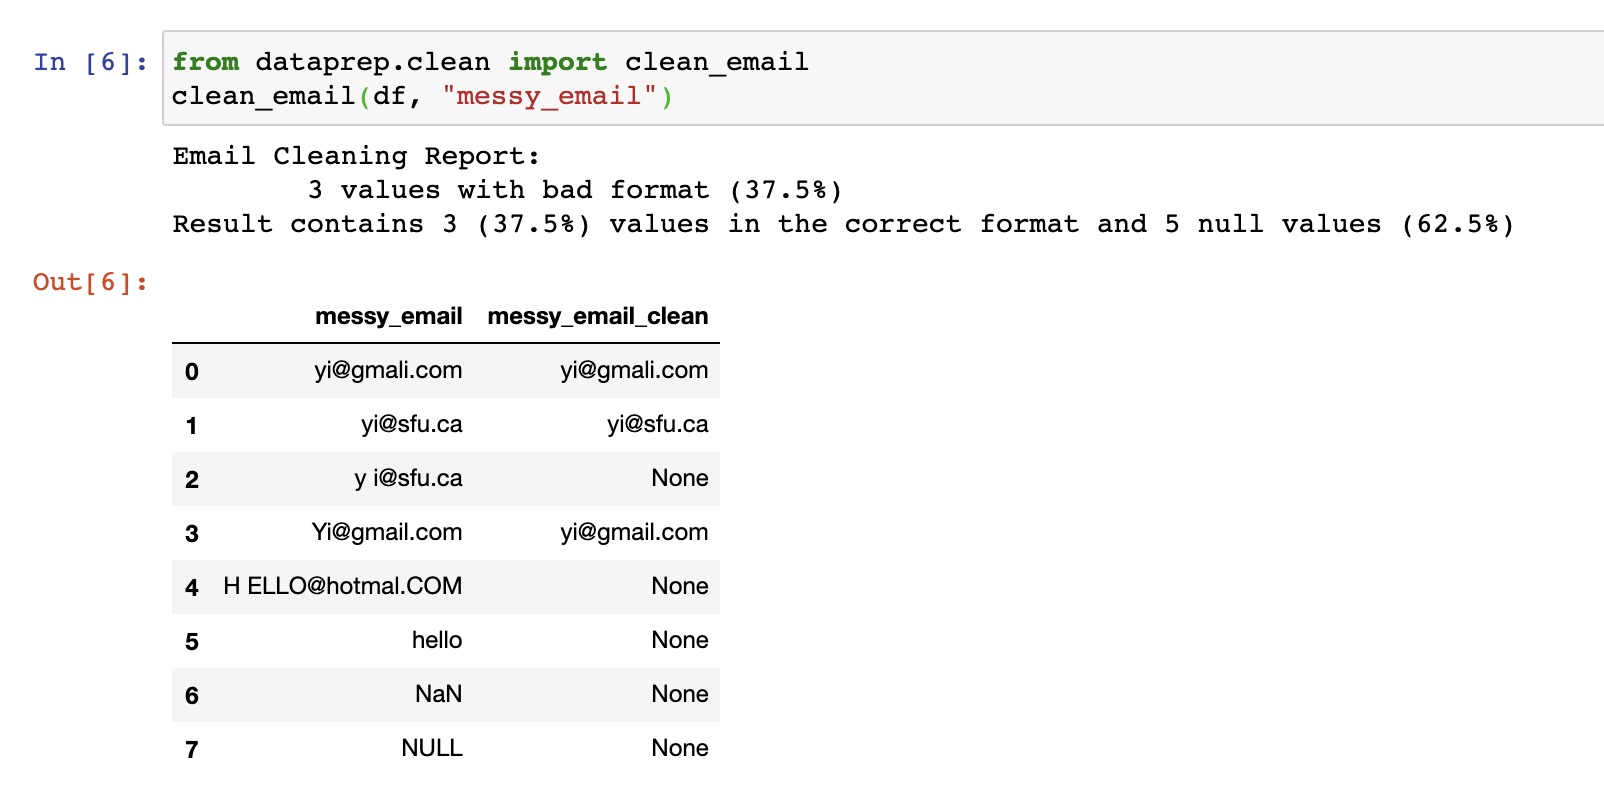 In [6]: from dataprep.clean import clean_email
clean_email(df, "messy_email")
Email Cleaning Report:
3 values with bad format (37.5%)
Result contains 3 (37.5%) values in the correct format and 5 null values (62.5%)
Out[6]:
messy_email messy_email_clean
0 yi@gmali.com yi@gmali.com
1 yi@sfu.ca yi@sfu.ca
2 y i@sfu.ca None
3 Yi@gmail.com yi@gmail.com
4 H ELLO@hotmal.COM None
5 hello None
6 NaN None
7 NULL None